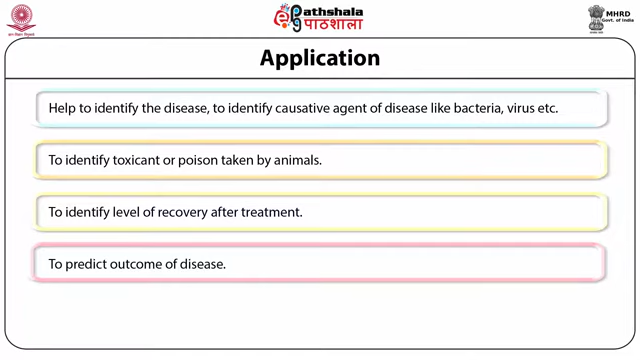 ePathshala
पाठशाला
MHRD
Govt. of India
Application
Help to identify the disease, to identify causative agent of disease like bacteria, virus etc.
To identify toxicant or poison taken by animals.
To identify level of recovery after treatment.
To predict outcome of disease.